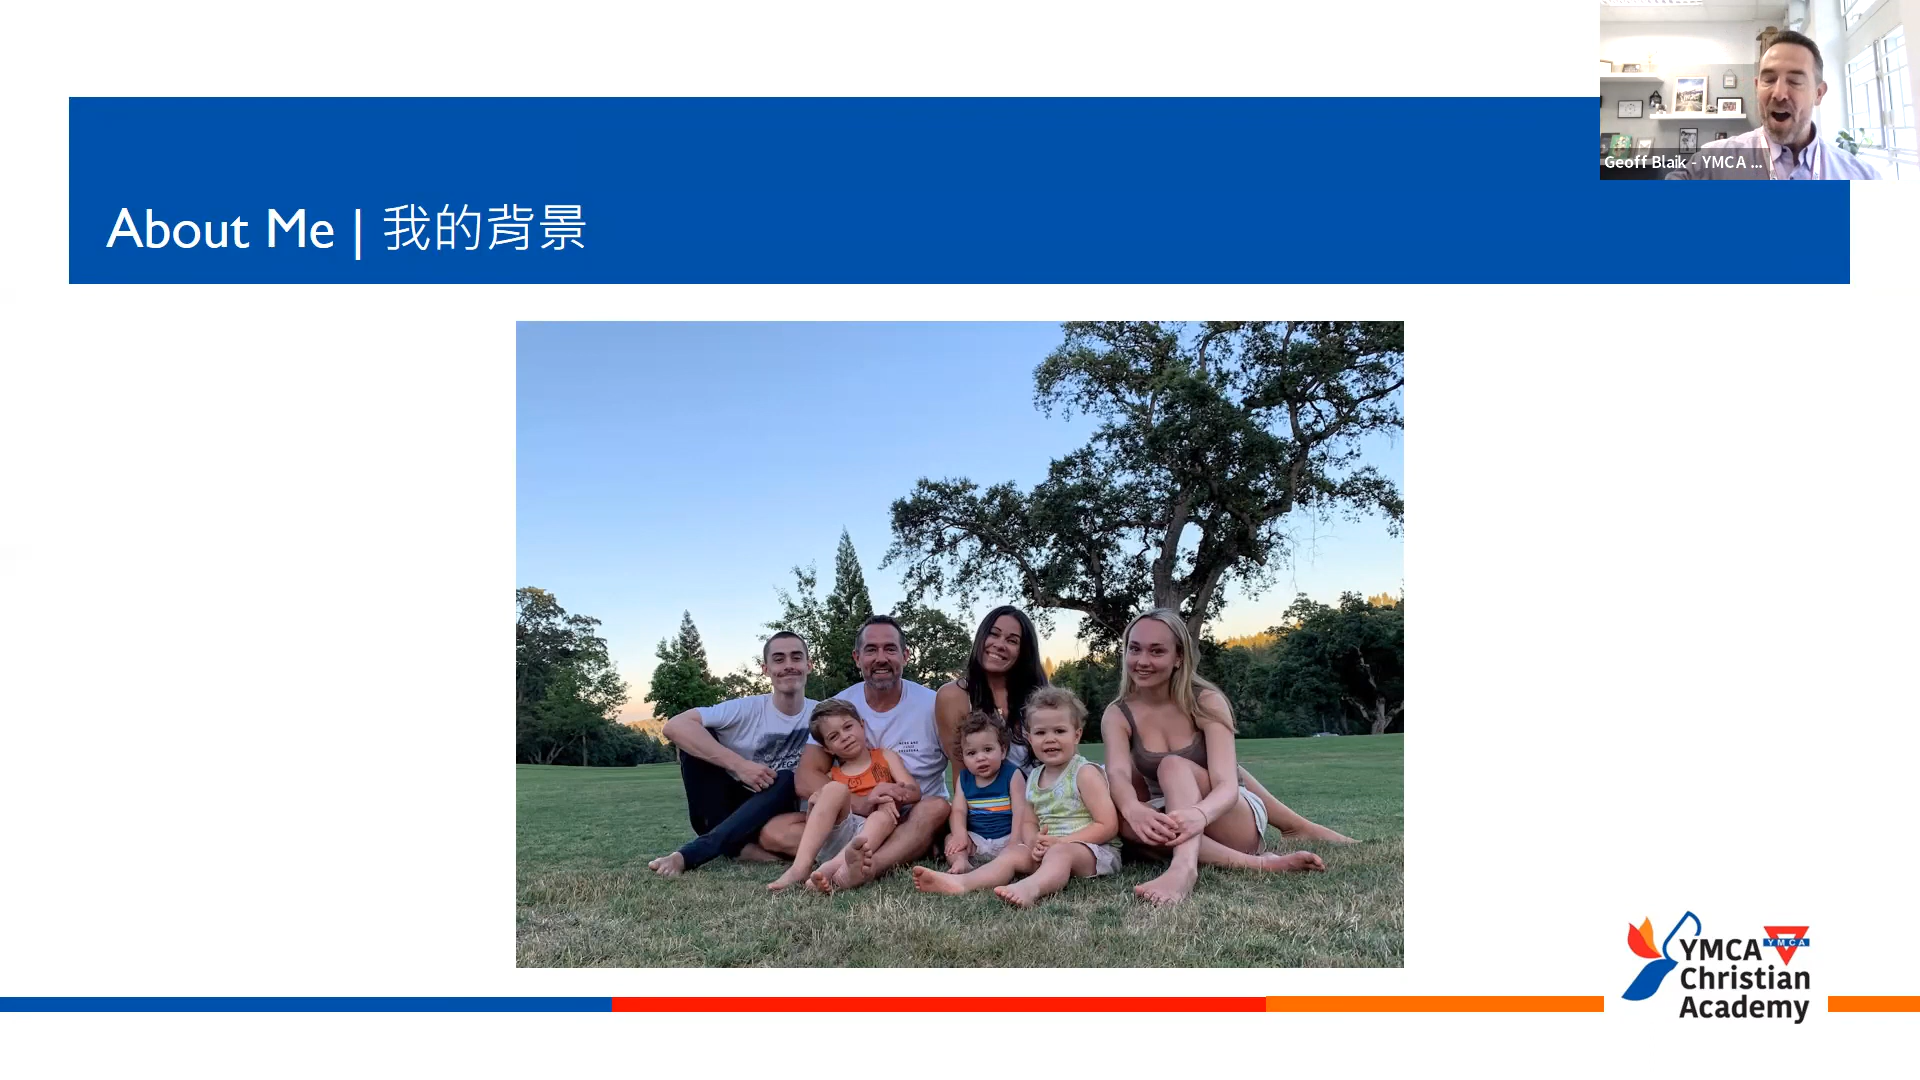 Geoff Blaik - YMCA ...
About Me | 我的背景
YMCA
YMCA
Christian
Academy